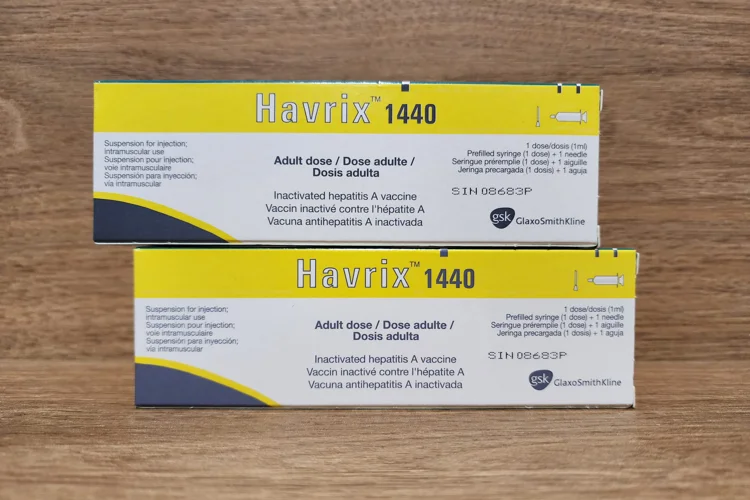 Havrix™ 1440
Suspension for injection;
intramuscular use
Suspension pour injection;
voie intramusculaire
Suspensión para inyección;
vía intramuscular
Adult dose / Dose adulte /
Dosis adulta
Inactivated hepatitis A vaccine
Vaccin inactivé contre l'hépatite A
Vacuna antihepatitis A inactivada
1 dose/dosis (1ml)
Prefilled syringe (1 dose) + 1 needle
Seringue préremplie (1 dose) + 1 aiguille
Jeringa precargada (1 dosis) + 1 aguja
SIN 08683P
gsk GlaxoSmithKline
Havrix™ 1440
Suspension for injection;
intramuscular use
Suspension pour injection;
voie intramusculaire
Suspensión para inyección;
vía intramuscular
Adult dose / Dose adulte /
Dosis adulta
Inactivated hepatitis A vaccine
Vaccin inactivé contre l'hépatite A
Vacuna antihepatitis A inactivada
1 dose/dosis (1ml)
Prefilled syringe (1 dose) + 1 needle
Seringue préremplie (1 dose) + 1 aiguille
Jeringa precargada (1 dosis) + 1 aguja
SIN 08683P
gsk GlaxoSmithKline